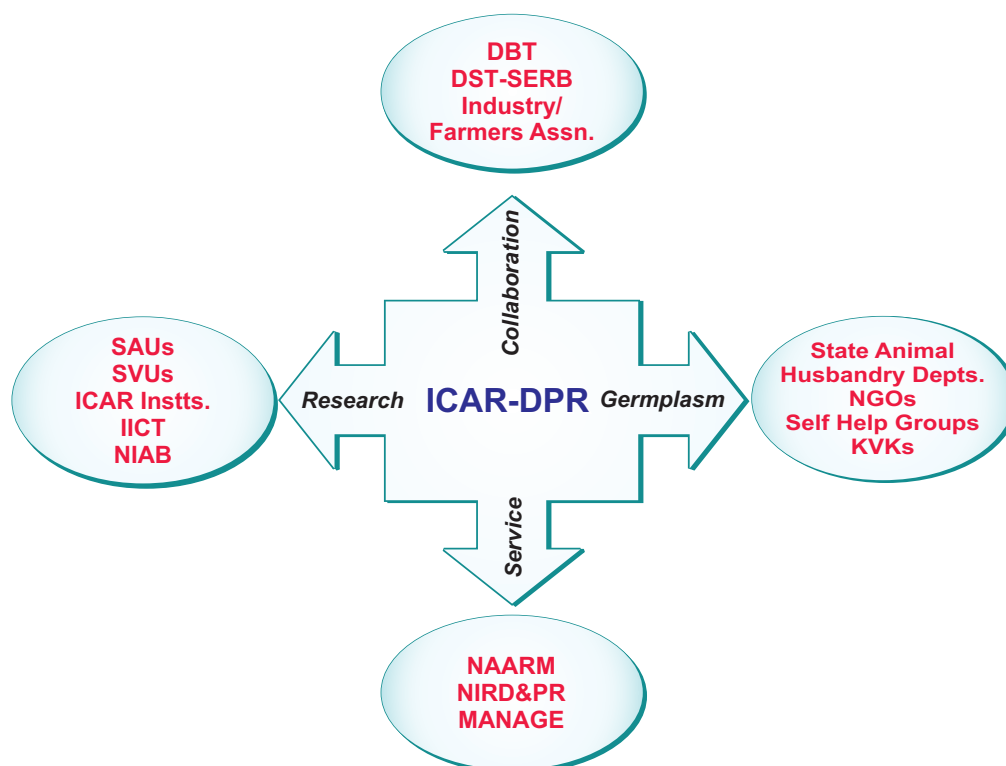 DBT
DST-SERB
Industry/
Farmers Assn.
Collaboration
SAUs
SVUs
ICAR Instts.
IICT
NIAB
Research
ICAR-DPR
Germplasm
State Animal
Husbandry Depts.
NGOs
Self Help Groups
KVKs
Service
NAARM
NIRD&PR
MANAGE